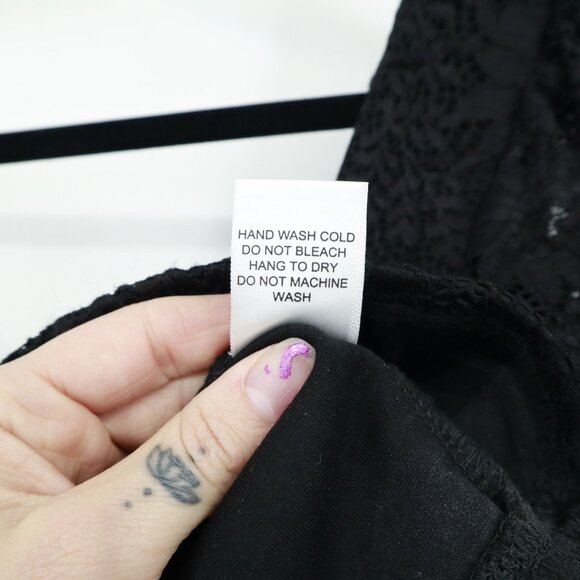 HAND WASH COLD
DO NOT BLEACH
HANG TO DRY
DO NOT MACHINE
WASH